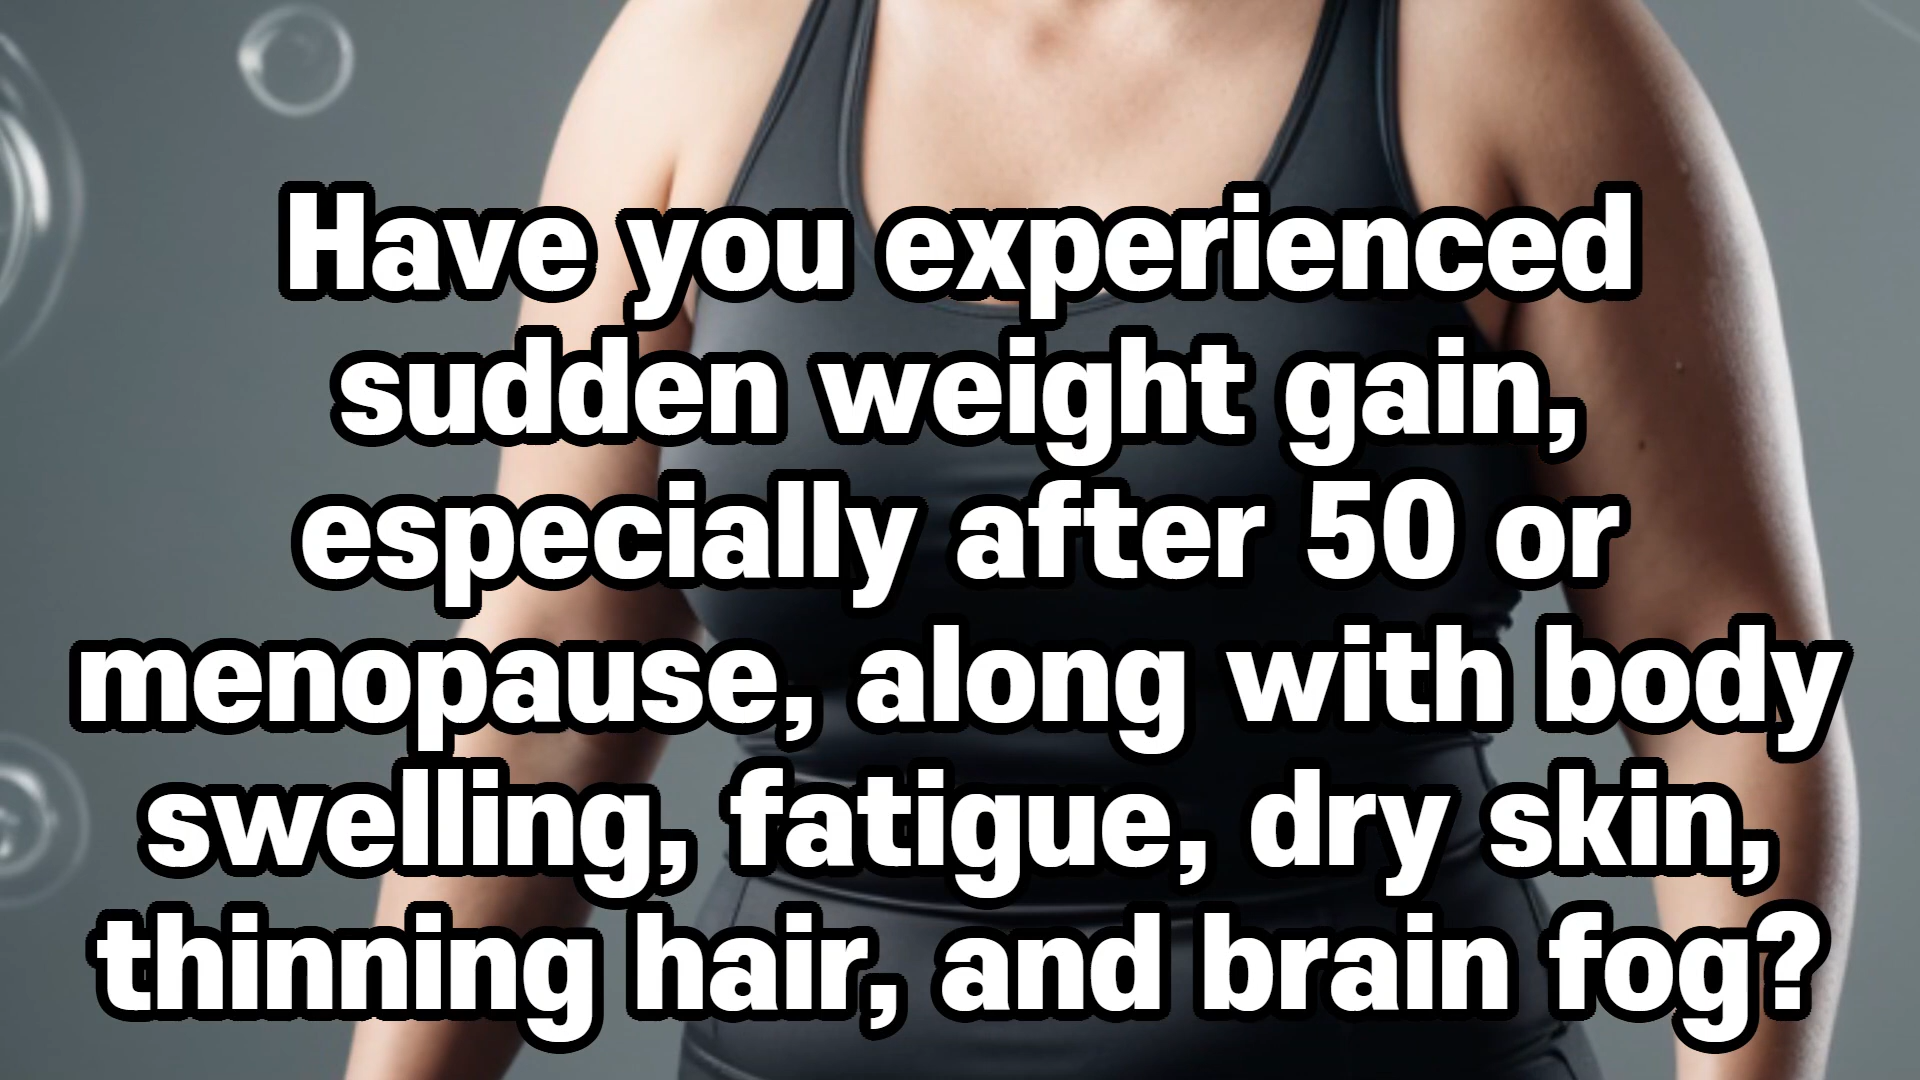 Have you experienced
sudden weight gain,
especially after 50 or
menopause, along with body
swelling, fatigue, dry skin,
thinning hair, and brain fog?